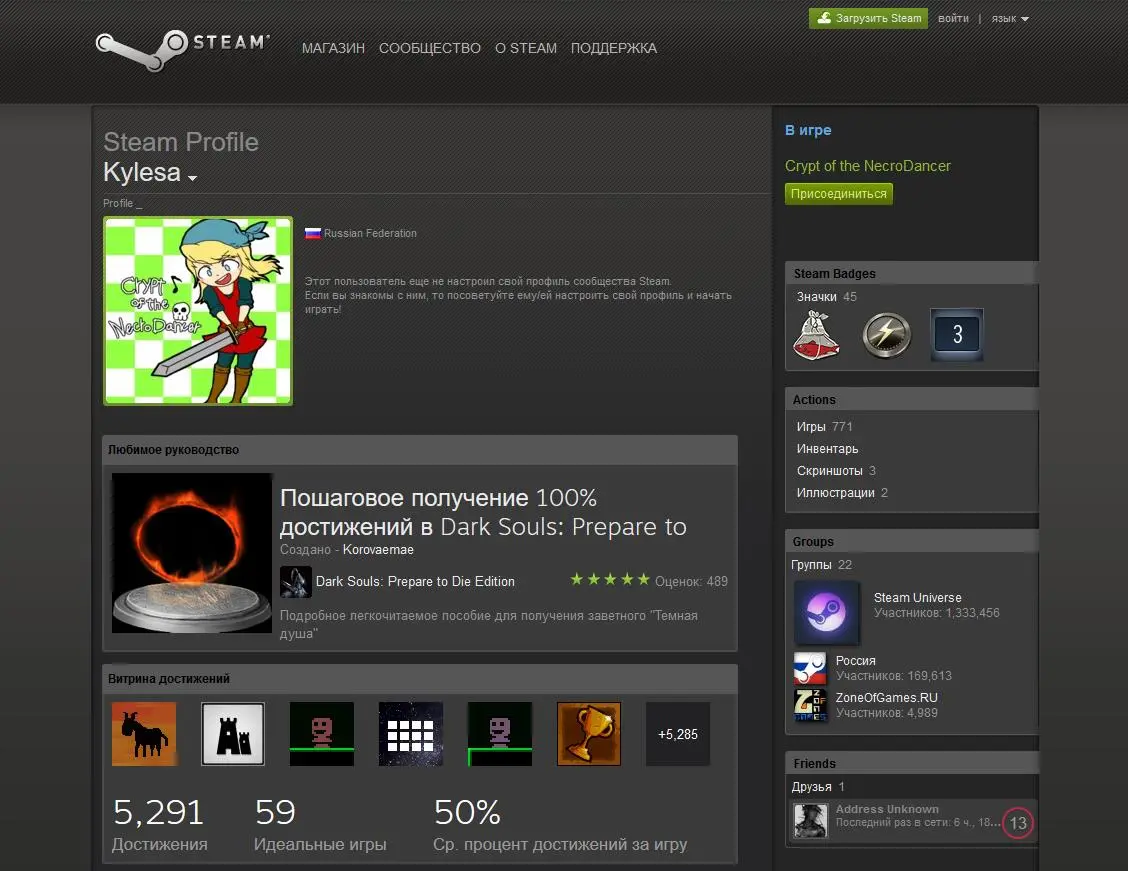 Загрузить Steam
войти | язык
STEAM
МАГАЗИН СООБЩЕСТВО О STEAM ПОДДЕРЖКА
Steam Profile
Kylesa
Profile _
Crypt
of the
NecroDancer
Russian Federation
Этот пользователь еще не настроил свой профиль сообщества Steam.
Если вы знакомы с ним, то посоветуйте ему/ей настроить свой профиль и начать
играть!
Любимое руководство
Пошаговое получение 100%
достижений в Dark Souls: Prepare to
Создано - Korovaemae
Dark Souls: Prepare to Die Edition
Оценок: 489
Подробное легкочитаемое пособие для получения заветного "Темная
душа"
Витрина достижений
+5,285
5,291 59 50%
Достижения Идеальные игры Ср. процент достижений за игру
В игре
Crypt of the NecroDancer
Присоединиться
Steam Badges
Значки 45
3
Actions
Игры 771
Инвентарь
Скриншоты 3
Иллюстрации 2
Groups
Группы 22
Steam Universe
Участников: 1,333,456
Россия
Участников: 169,613
ZoneOfGames.RU
Участников: 4,989
Friends
Друзья 1
Address Unknown
Последний раз в сети: 6 ч., 18...
13